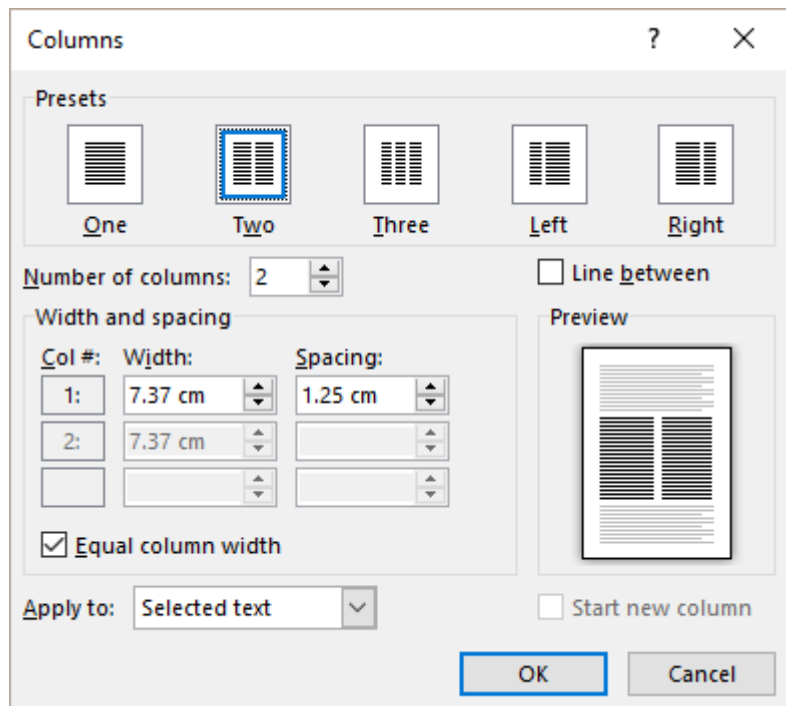 Columns
?
Presets
One Two Three Left Right
Number of columns: 2
Line between
Width and spacing
Preview
Col #: Width: Spacing:
1: 7.37 cm 1.25 cm
2: 7.37 cm
Equal column width
Apply to: Selected text
Start new column
OK Cancel